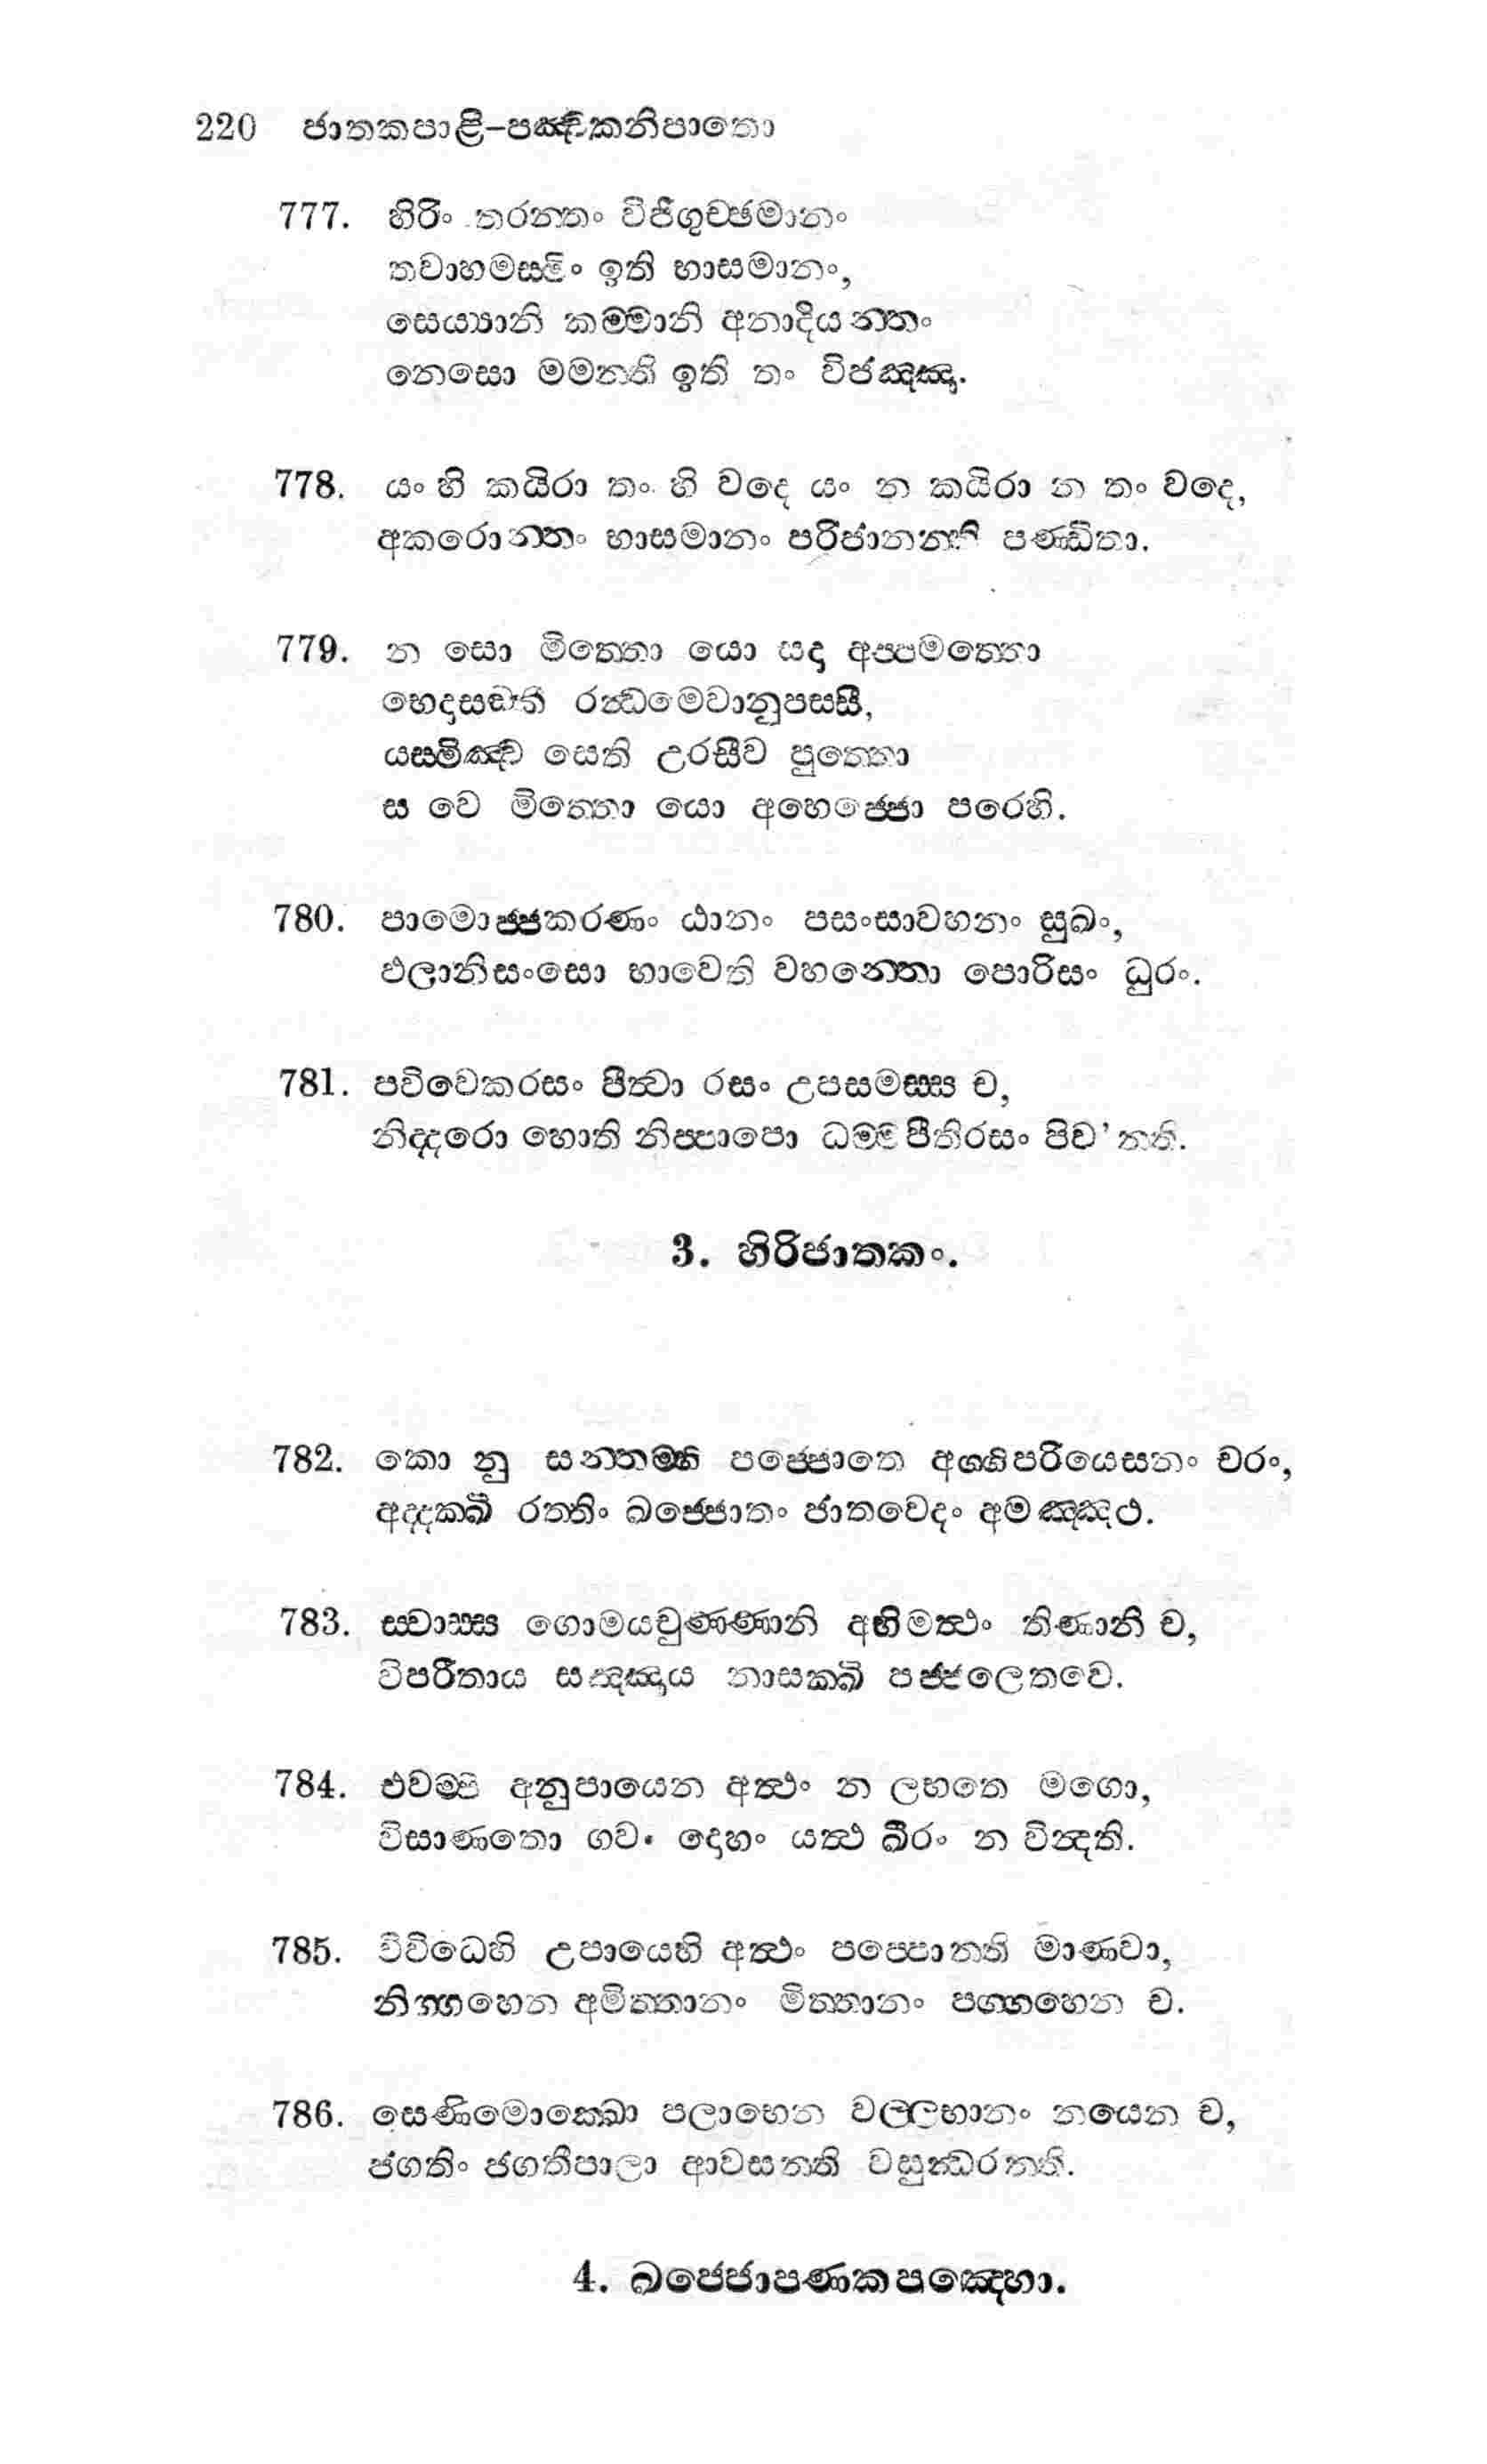 220 ජාතකපාළි-පඤ්චකනිපාතො
777. හිරිං තරන්තං විජිගුච්ඡමානං
තවාහමස්මිං ඉති භාසමානං,
සෙය්‍යානි කම්මානි අනාදියන්තං
නෙසො මමන්ති ඉති තං විජඤ්ඤා.
778. යං හි කයිරා තං හි වදෙ යං න කයිරා න තං වදෙ,
අකරොන්තං භාසමානං පරිජානන්ති පණ්ඩිතා.
779. න සො මිත්තො යො සදා අප්පමත්තො
භෙදාසඞ්කී රන්ධමෙවානුපස්සී,
යස්මිඤ්ච සෙති උරසීව පුත්තො
ස වෙ මිත්තො යො අභෙජ්ජො පරෙහි.
780. පාමොජ්ජකරණං ඨානං පසංසාවහනං සුඛං,
ඵලානිසංසො භාවෙති වහන්තො පොරිසං ධුරං.
781. පවිවෙකරසං පීත්වා රසං උපසමස්ස ච,
නිද්දරො හොති නිප්පාපො ධම්මපීතිරසං පිව' න්ති.
3. හිරිජාතකං.
782. කො නු සන්තම්හි පජ්ජොතෙ අග්ගිපරියෙසනං චරං,
අද්දක්ඛි රත්තිං ඛජ්ජොතං ජාතවෙදං අමඤ්ඤථ.
783. ස්වාස්ස ගොමයචුණ්ණානි අභිමත්ථං තිණානි ච,
විපරීතාය සඤ්ඤාය නාසක්ඛි පජ්ජලෙතවෙ.
784. එවම්පි අනුපායෙන අත්ථං න ලභතෙ මගො,
විසාණතො ගවං දොහං යත්ථ ඛීරං න වින්දති.
785. විවිධෙහි උපායෙහි අත්ථං පප්පොන්ති මාණවා,
නිග්ගහෙන අමිත්තානං මිත්තානං පග්ගහෙන ච.
786. සෙණිමොක්ඛො පලාභෙන වල්ලභානං නයෙන ච,
ජගතිං ජගතීපාලා ආවසන්ති වසුන්ධරන්ති.
4. ඛජ්ජොපණකපඤ්හො.